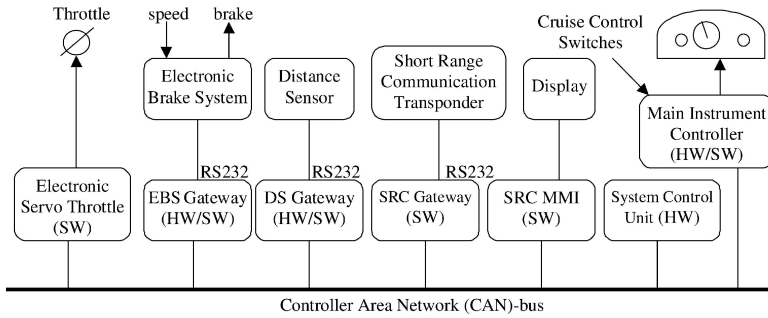 Throttle
speed
brake
Cruise Control
Switches
Electronic
Brake System
Distance
Sensor
Short Range
Communication
Transponder
Display
Main Instrument
Controller
(HW/SW)
RS232
RS232
RS232
Electronic
Servo Throttle
(SW)
EBS Gateway
(HW/SW)
DS Gateway
(HW/SW)
SRC Gateway
(SW)
SRC MMI
(SW)
System Control
Unit (HW)
Controller Area Network (CAN)-bus